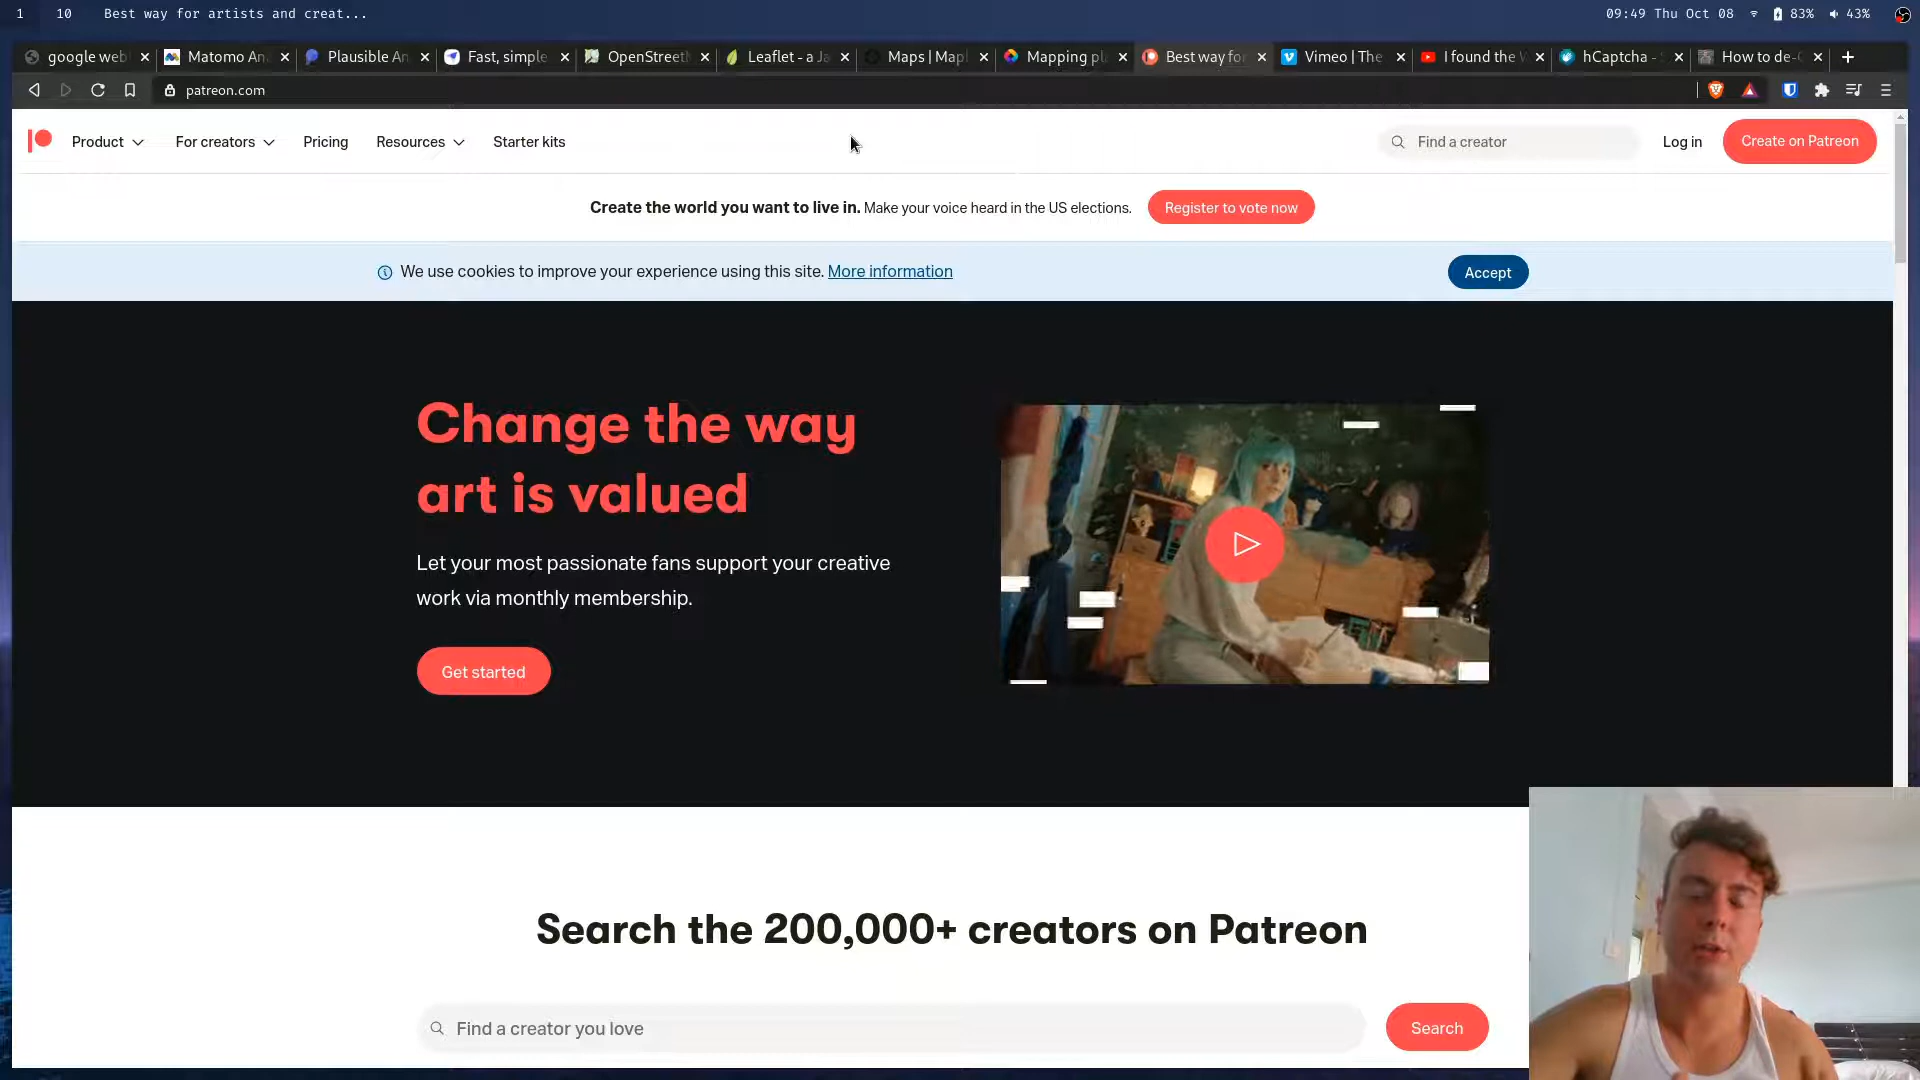 1 10 Best way for artists and creat... 09:49 Thu Oct 08 83% 43%
google web Matomo An Plausible An Fast, simple OpenStreet Leaflet - a Ja Maps | Map Mapping pl Best way for Vimeo | The I found the hCaptcha - How to de-
patreon.com
Product For creators Pricing Resources Starter kits Find a creator Log in Create on Patreon
Create the world you want to live in. Make your voice heard in the US elections. Register to vote now
We use cookies to improve your experience using this site. More information Accept
Change the way
art is valued
Let your most passionate fans support your creative
work via monthly membership.
Get started
Search the 200,000+ creators on Patreon
Find a creator you love Search